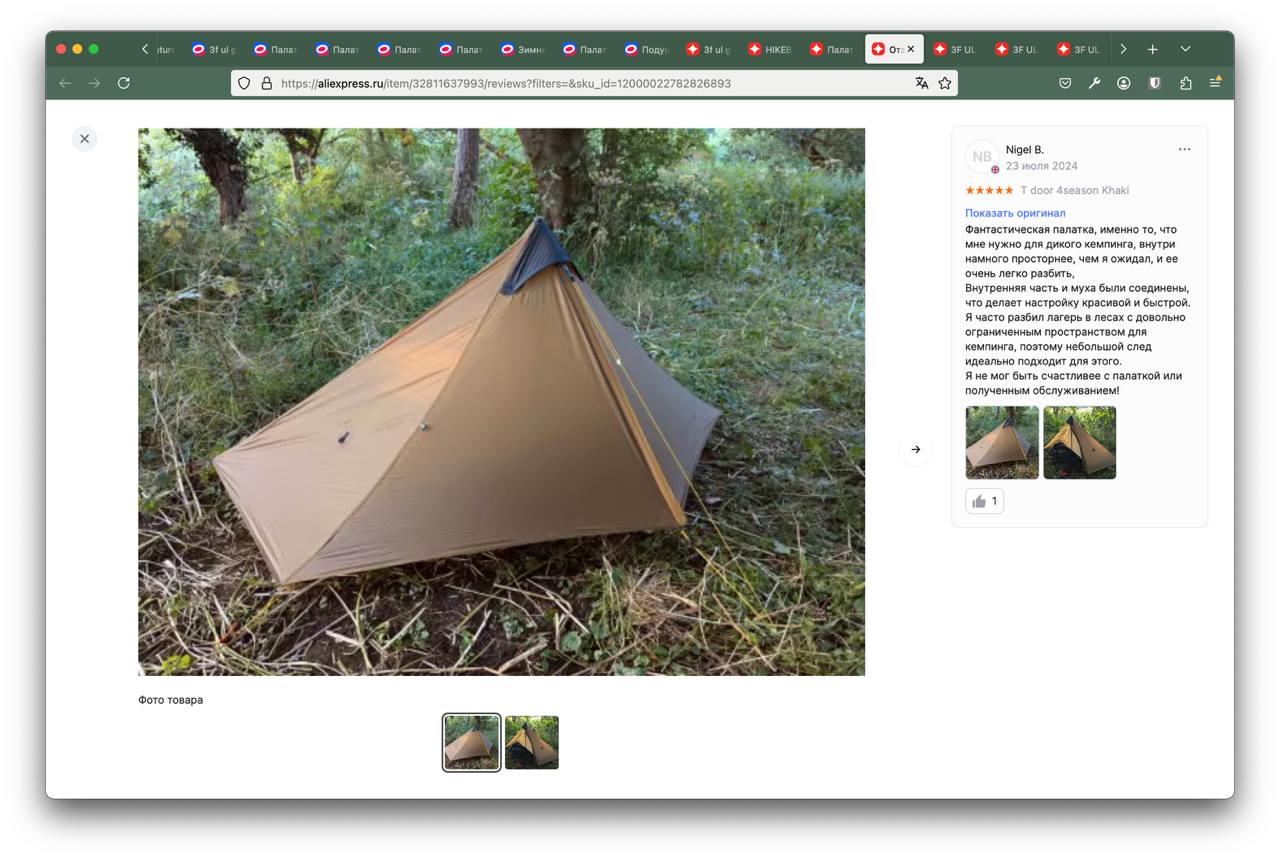 3f ul g
Палат
Палат
Палат
Палат
Зимн
Палат
Подуш
3f ul g
HIKEB
Палат
От
3F UL
3F UL
3F UL
https://aliexpress.ru/item/32811637993/reviews?filters=&sku_id=12000022782826893
NB
Nigel B.
23 июля 2024
T door 4season Khaki
Показать оригинал
Фантастическая палатка, именно то, что
мне нужно для дикого кемпинга, внутри
намного просторнее, чем я ожидал, и ее
очень легко разбить,
Внутренняя часть и муха были соединены,
что делает настройку красивой и быстрой.
Я часто разбил лагерь в лесах с довольно
ограниченным пространством для
кемпинга, поэтому небольшой след
идеально подходит для этого.
Я не мог быть счастливее с палаткой или
полученным обслуживанием!
1
Фото товара